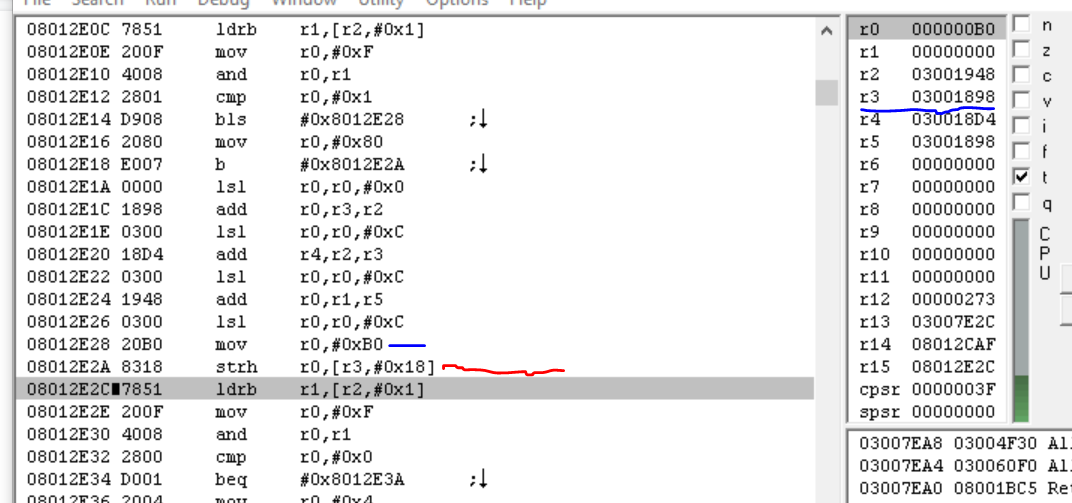 File Search Run Debug Window Utility Options Help
08012E0C 7851 ldrb r1,[r2,#0x1]
08012E0E 200F mov r0,#0xF
08012E10 4008 and r0,r1
08012E12 2801 cmp r0,#0x1
08012E14 D908 bls #0x8012E28 ;↓
08012E16 2080 mov r0,#0x80
08012E18 E007 b #0x8012E2A ;↓
08012E1A 0000 lsl r0,r0,#0x0
08012E1C 1898 add r0,r3,r2
08012E1E 0300 lsl r0,r0,#0xC
08012E20 18D4 add r4,r2,r3
08012E22 0300 lsl r0,r0,#0xC
08012E24 1948 add r0,r1,r5
08012E26 0300 lsl r0,r0,#0xC
08012E28 20B0 mov r0,#0xB0
08012E2A 8318 strh r0,[r3,#0x18]
08012E2C 7851 ldrb r1,[r2,#0x1]
08012E2E 200F mov r0,#0xF
08012E30 4008 and r0,r1
08012E32 2800 cmp r0,#0x0
08012E34 D001 beq #0x8012E3A ;↓
08012E36 2004 mov r0,#0x4
r0 000000B0
r1 00000000
r2 03001948
r3 03001898
r4 030018D4
r5 03001898
r6 00000000
r7 00000000
r8 00000000
r9 00000000
r10 00000000
r11 00000000
r12 00000273
r13 03007E2C
r14 08012CAF
r15 08012E2C
cpsr 0000003F
spsr 00000000
n
z
c
v
i
f
t
q
C
P
U
03007EA8 03004F30 All
03007EA4 030060F0 All
03007EA0 08001BC5 Ret